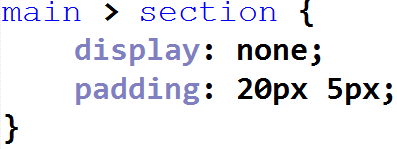 main > section {
    display: none;
    padding: 20px 5px;
}